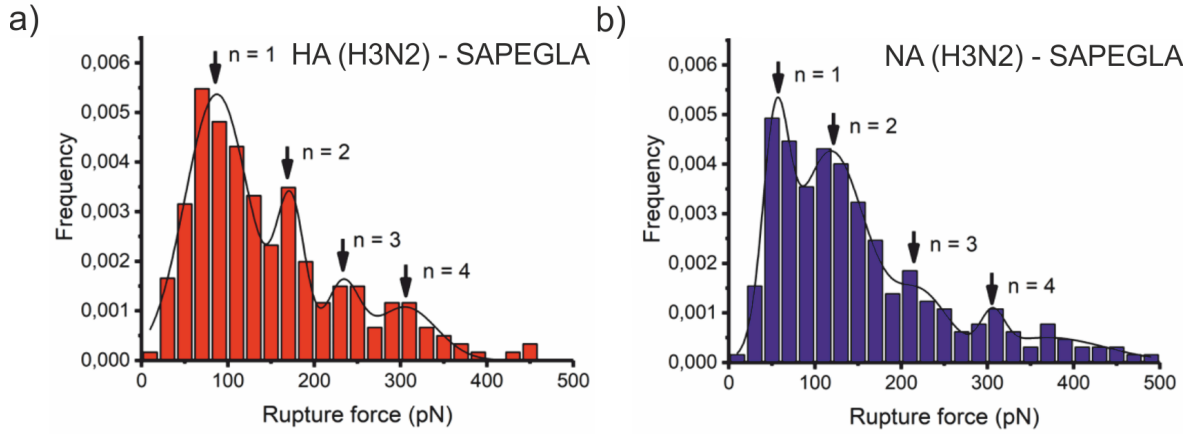 a)
HA (H3N2) - SAPEGLA
n = 1
n = 2
n = 3
n = 4
Frequency
0,006
0,005
0,004
0,003
0,002
0,001
0,000
0 100 200 300 400 500
Rupture force (pN)
b)
NA (H3N2) - SAPEGLA
n = 1
n = 2
n = 3
n = 4
Frequency
0,006
0,005
0,004
0,003
0,002
0,001
0,000
0 100 200 300 400 500
Rupture force (pN)